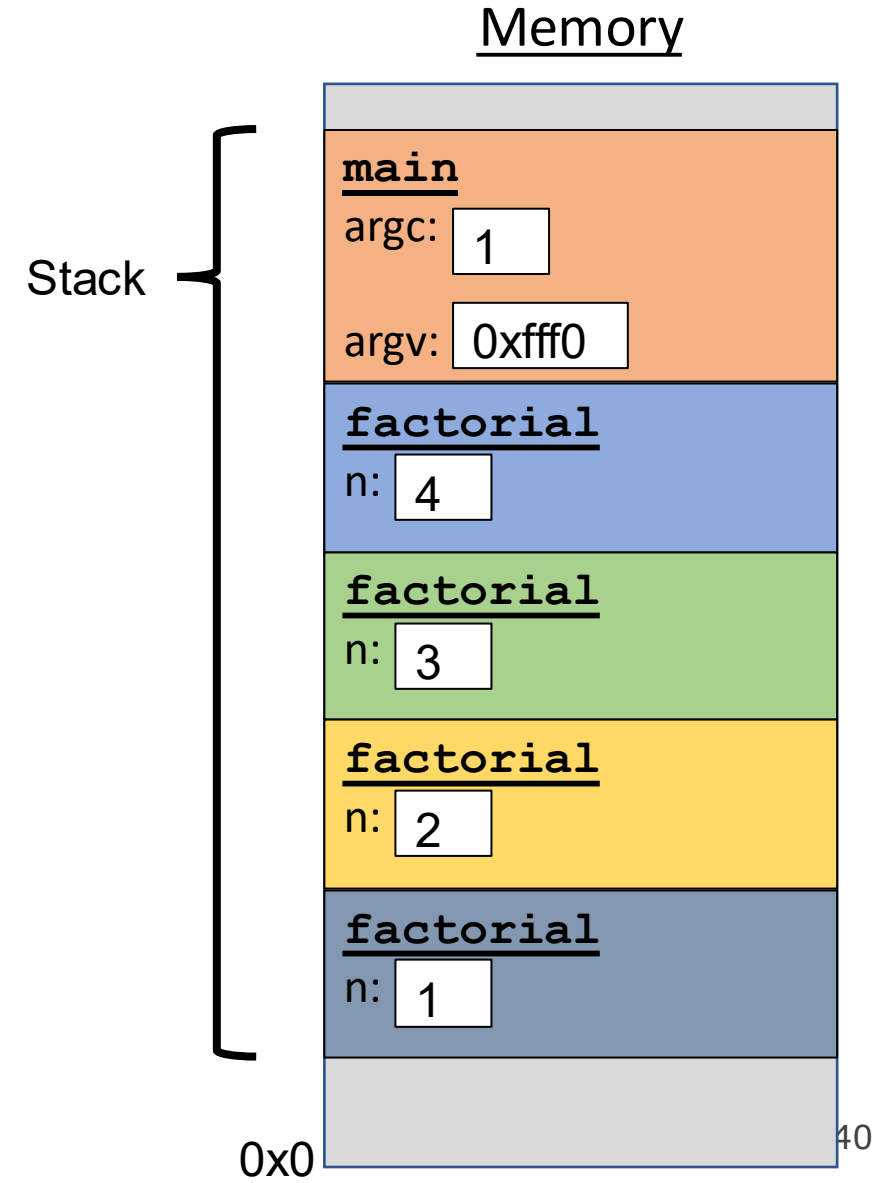 Memory
Stack
main
argc: 1
argv: 0xfff0
factorial
n: 4
factorial
n: 3
factorial
n: 2
factorial
n: 1
0x0
40